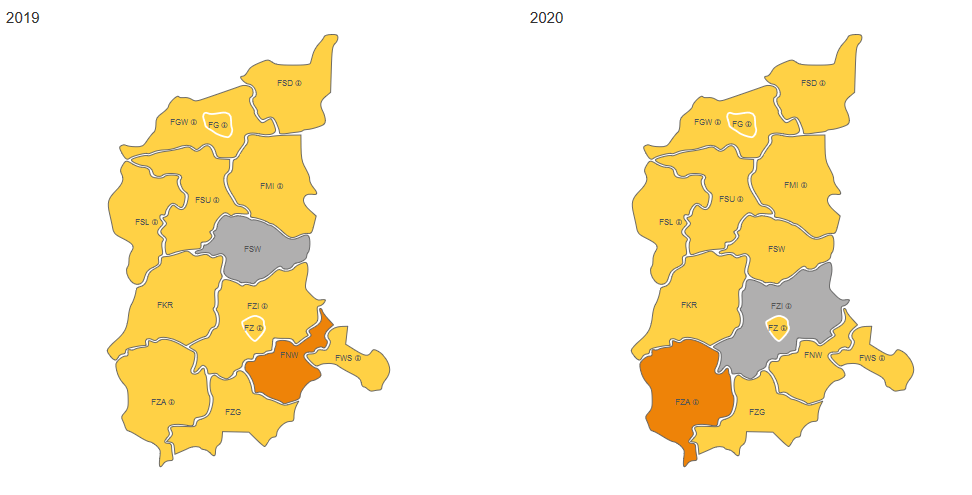 2019
2020
FSD ⓘ
FGW ⓘ
FG ⓘ
FMI ⓘ
FSU ⓘ
FSL ⓘ
FSW
FKR
FZI ⓘ
FZ ⓘ
FNW
FWS ⓘ
FZA ⓘ
FZG
FSD ⓘ
FGW ⓘ
FG ⓘ
FMI ⓘ
FSU ⓘ
FSL ⓘ
FSW
FKR
FZI ⓘ
FZ ⓘ
FNW
FWS ⓘ
FZA ⓘ
FZG